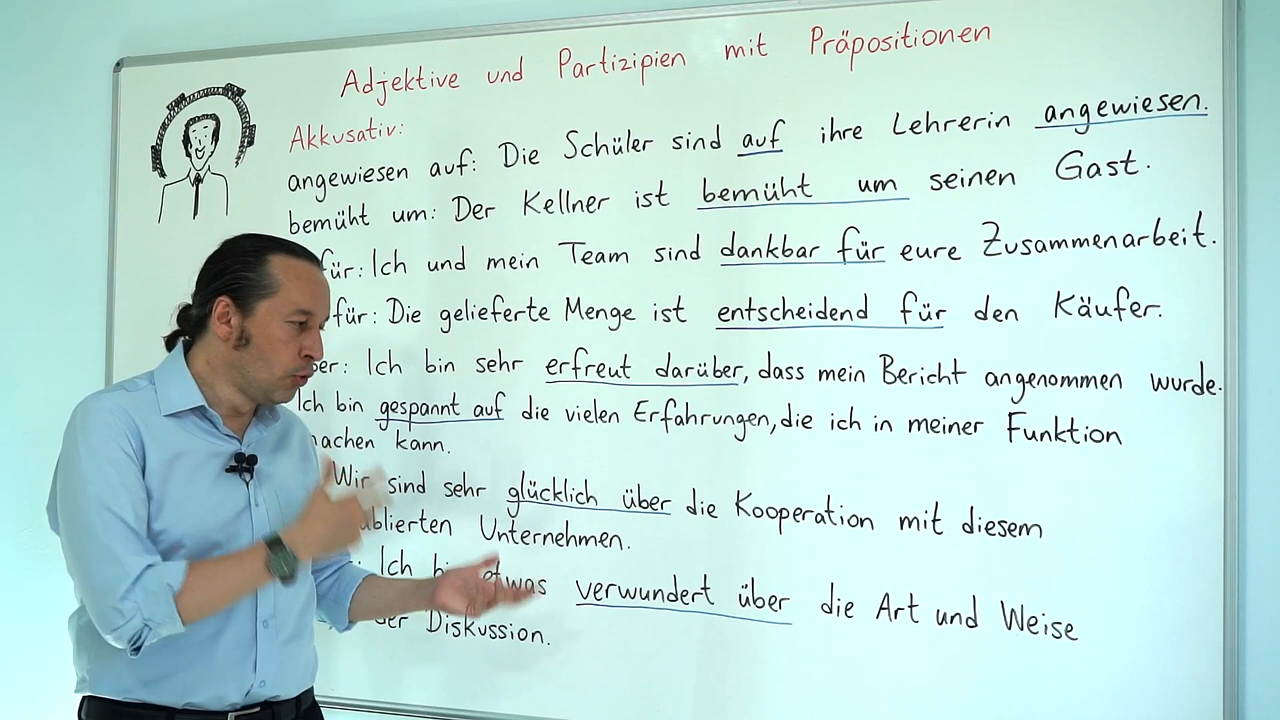 Adjektive und Partizipien mit Präpositionen
Akkusativ:
angewiesen auf: Die Schüler sind auf ihre Lehrerin angewiesen.
bemüht um: Der Kellner ist bemüht um seinen Gast.
für: Ich und mein Team sind dankbar für eure Zusammenarbeit.
für: Die gelieferte Menge ist entscheidend für den Käufer.
Ich bin sehr erfreut darüber, dass mein Bericht angenommen wurde.
Ich bin gespannt auf die vielen Erfahrungen, die ich in meiner Funktion
kann.
Wir sind sehr glücklich über die Kooperation mit diesem
Unternehmen.
Ich etwas verwundert über die Art und Weise
Diskussion.